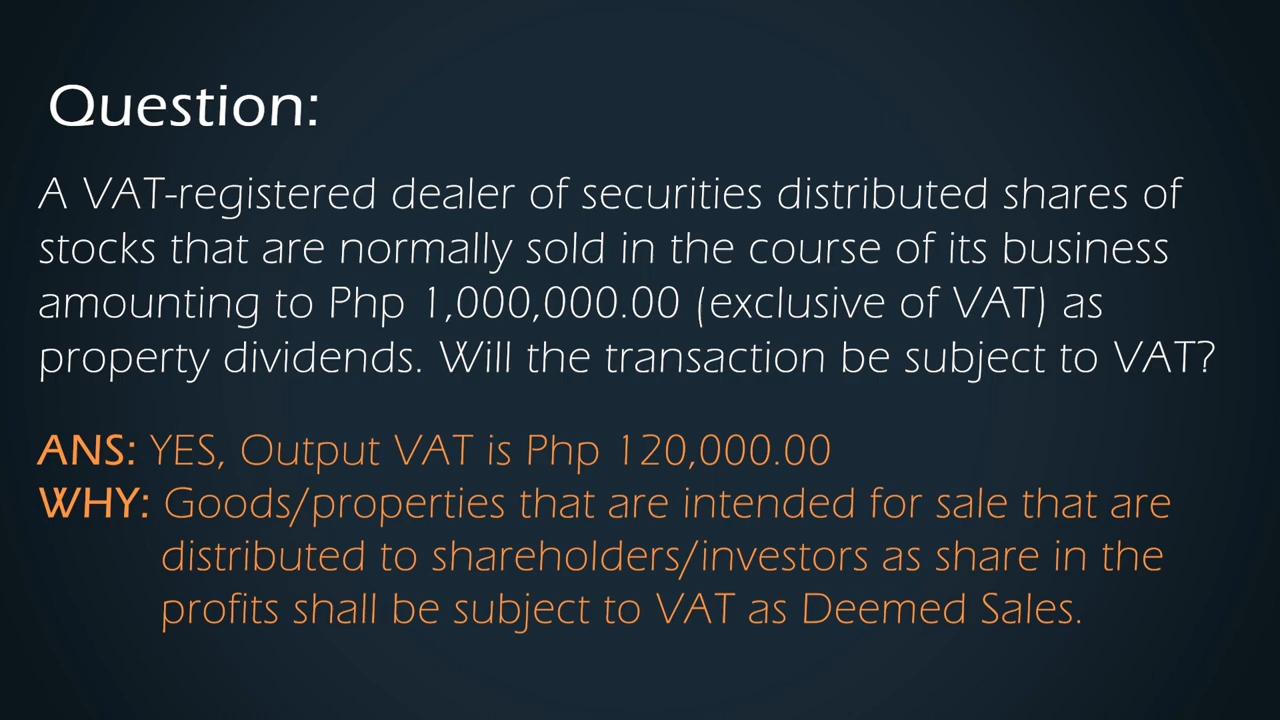 Question:
A VAT-registered dealer of securities distributed shares of
stocks that are normally sold in the course of its business
amounting to Php 1,000,000.00 (exclusive of VAT) as
property dividends. Will the transaction be subject to VAT?
ANS: YES, Output VAT is Php 120,000.00
WHY: Goods/properties that are intended for sale that are
distributed to shareholders/investors as share in the
profits shall be subject to VAT as Deemed Sales.